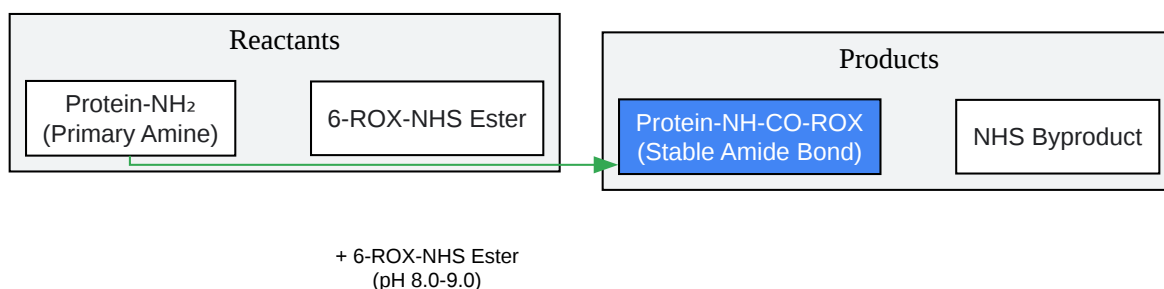 Reactants
Protein-NH₂
(Primary Amine)
6-ROX-NHS Ester
Products
Protein-NH-CO-ROX
(Stable Amide Bond)
NHS Byproduct
+ 6-ROX-NHS Ester
(pH 8.0-9.0)